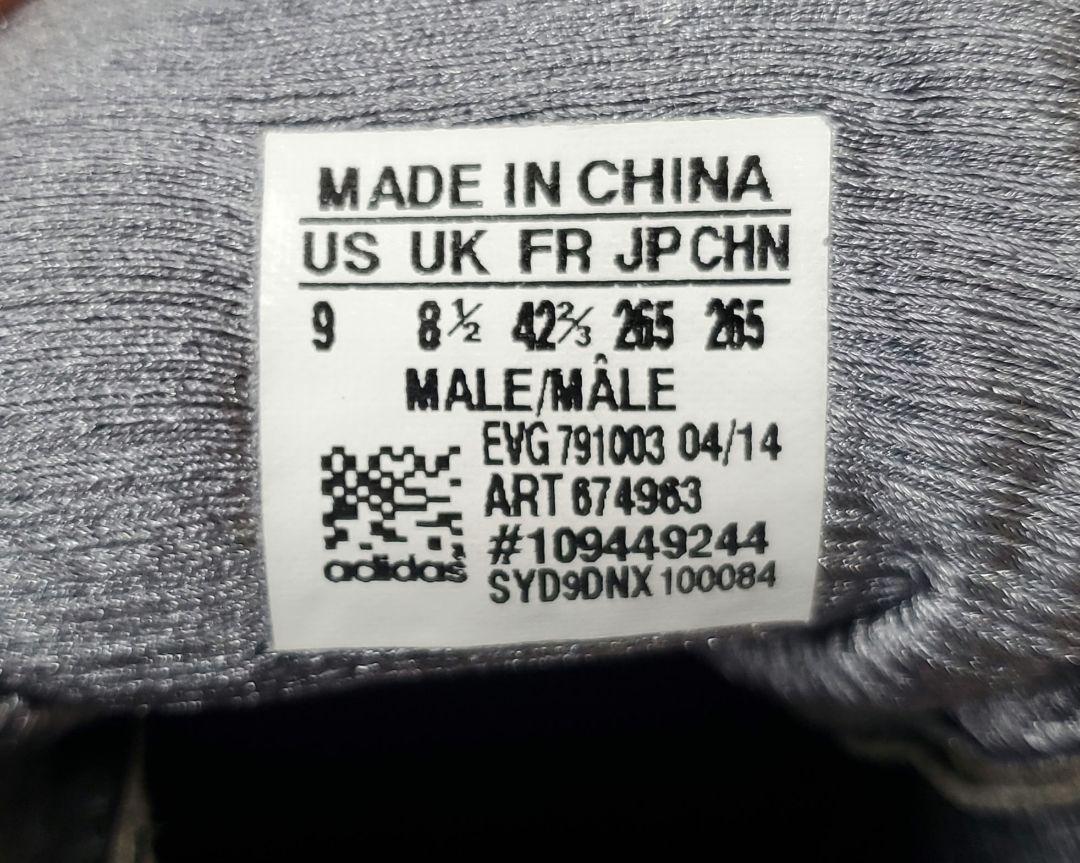 MADE IN CHINA
US UK FR JP CHN
9 8½ 42⅔ 265 265
MALE/MÂLE
EVG 791003 04/14
ART 674963
#109449244
adidas
SYD9DNX 100084